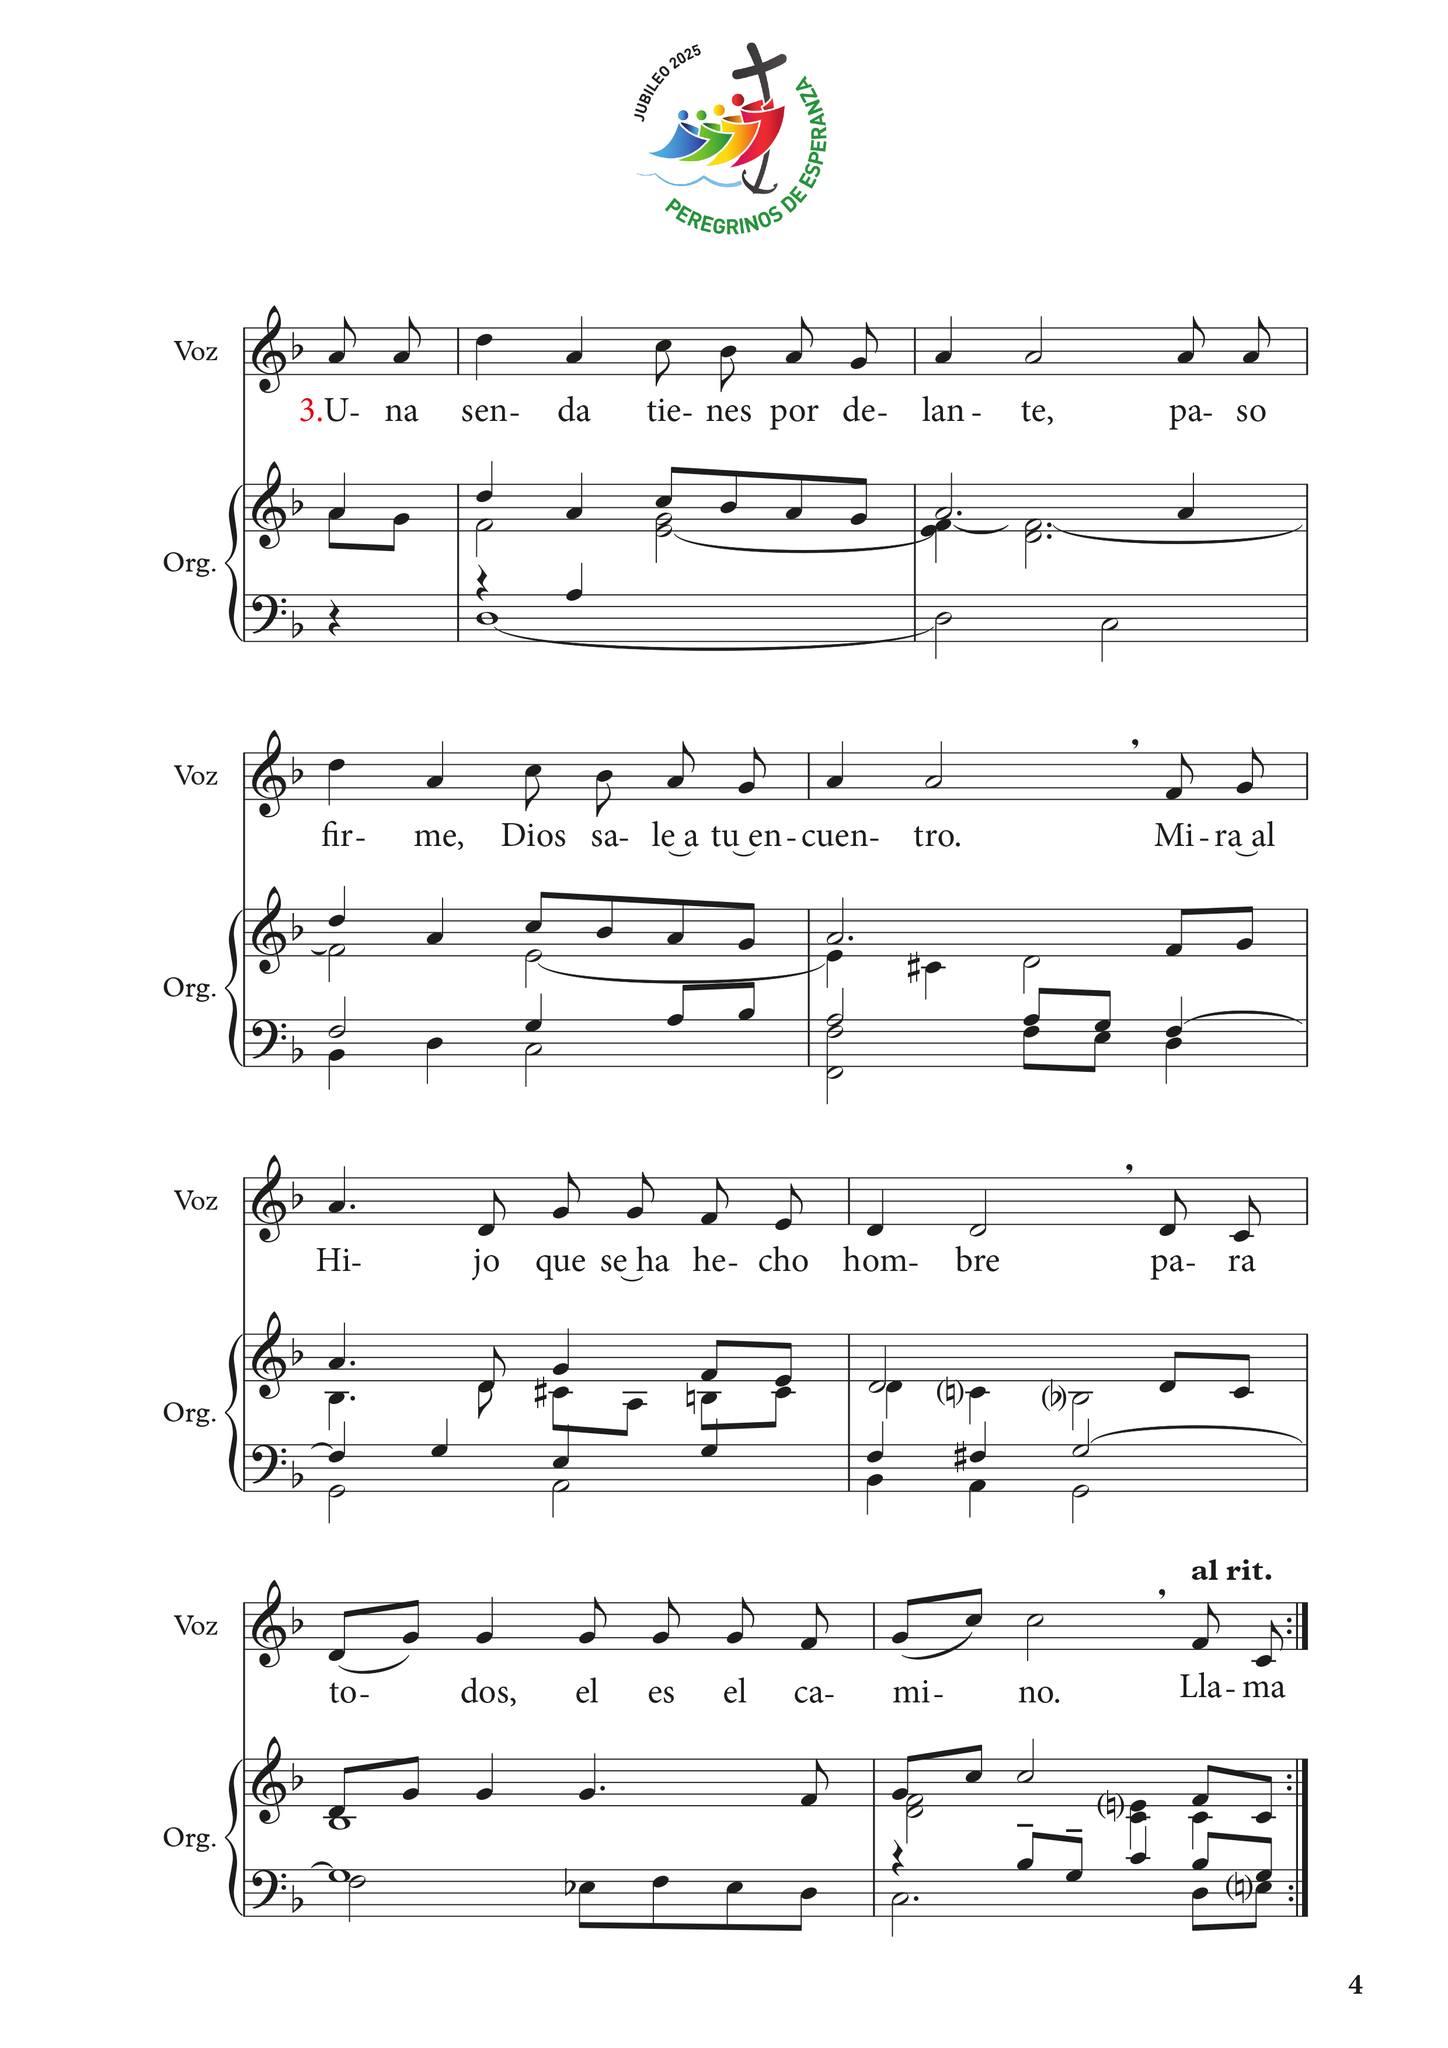 JUBILEO 2025
PEREGRINOS DE ESPERANZA
Voz
3.U- na sen- da tie- nes por de- lan- te, pa- so
Org.
Voz
fir- me, Dios sa- le‿a tu‿en- cuen- tro. Mi- ra‿al
Org.
Voz
Hi- jo que se‿ha he- cho hom- bre pa- ra
Org.
al rit.
Voz
to- dos, el es el ca- mi- no. Lla- ma
Org.
4